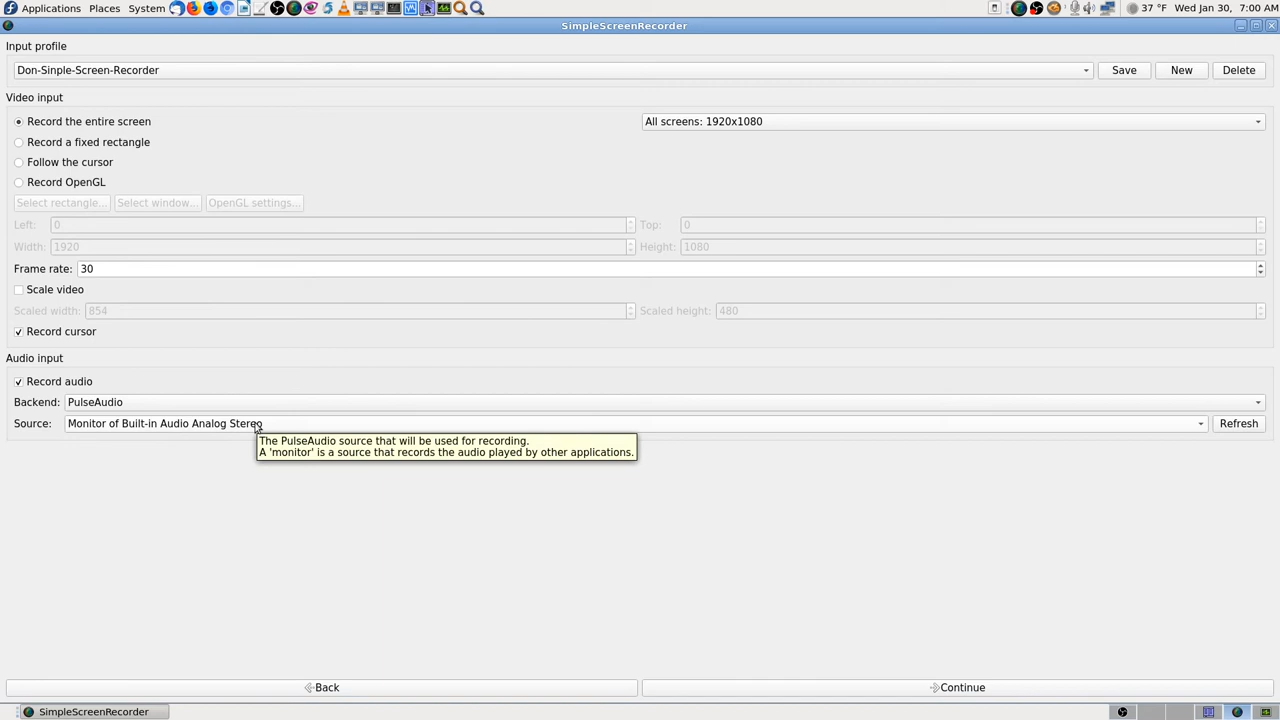 Applications Places System 37 °F Wed Jan 30, 7:00 AM
SimpleScreenRecorder
Input profile
Don-Sinple-Screen-Recorder Save New Delete
Video input
Record the entire screen All screens: 1920x1080
Record a fixed rectangle
Follow the cursor
Record OpenGL
Select rectangle... Select window... OpenGL settings...
Left: 0 Top: 0
Width: 1920 Height: 1080
Frame rate: 30
Scale video
Scaled width: 854 Scaled height: 480
Record cursor
Audio input
Record audio
Backend: PulseAudio
Source: Monitor of Built-in Audio Analog Stereo Refresh
The PulseAudio source that will be used for recording.
A 'monitor' is a source that records the audio played by other applications.
Back Continue
SimpleScreenRecorder